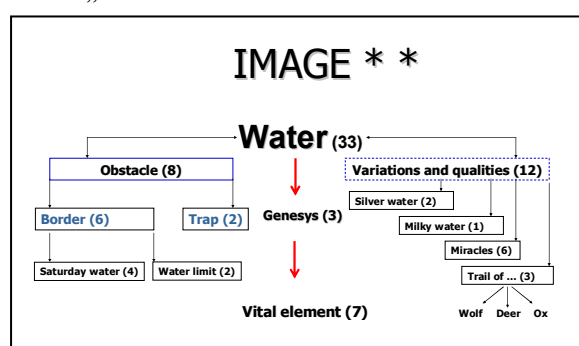 IMAGE * *
Water (33)
Obstacle (8)
Variations and qualities (12)
Silver water (2)
Border (6)
Trap (2)
Genesys (3)
Milky water (1)
Miracles (6)
Saturday water (4)
Water limit (2)
Trail of ... (3)
Vital element (7)
Wolf Deer Ox